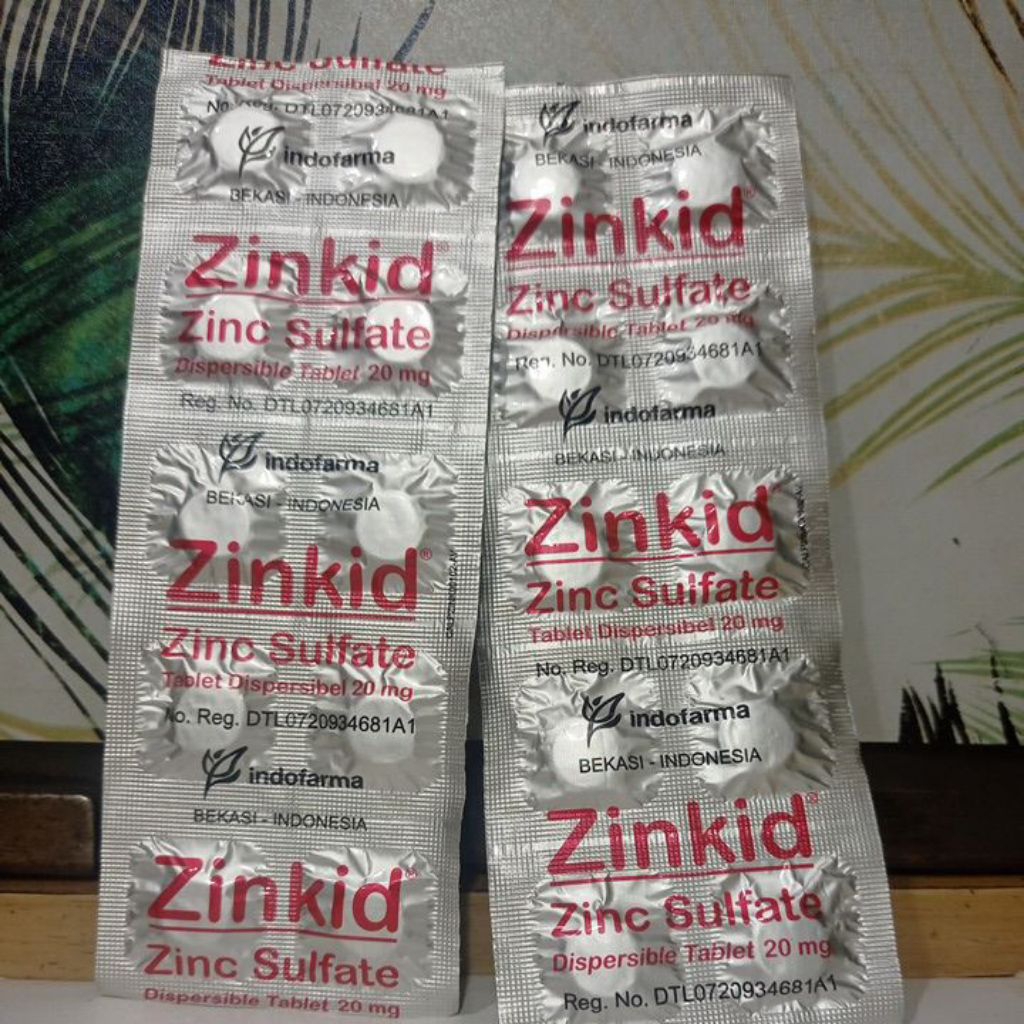 Zinc Sulfate
Tablet Dispersibel 20 mg
No. Reg. DTL0720934681A1
indofarma
BEKASI - INDONESIA
Zinkid®
Zinc Sulfate
Dispersible Tablet 20 mg
Reg. No. DTL0720934681A1
indofarma
BEKASI - INDONESIA
Zinkid®
Zinc Sulfate
Tablet Dispersibel 20 mg
No. Reg. DTL0720934681A1
indofarma
BEKASI - INDONESIA
Zinkid®
Zinc Sulfate
Dispersible Tablet 20 mg
indofarma
BEKASI - INDONESIA
Zinkid®
Zinc Sulfate
Dispersible Tablet 20 mg
Reg. No. DTL0720934681A1
indofarma
BEKASI - INDONESIA
Zinkid®
Zinc Sulfate
Tablet Dispersibel 20 mg
No. Reg. DTL0720934681A1
indofarma
BEKASI - INDONESIA
Zinkid®
Zinc Sulfate
Dispersible Tablet 20 mg
Reg. No. DTL0720934681A1